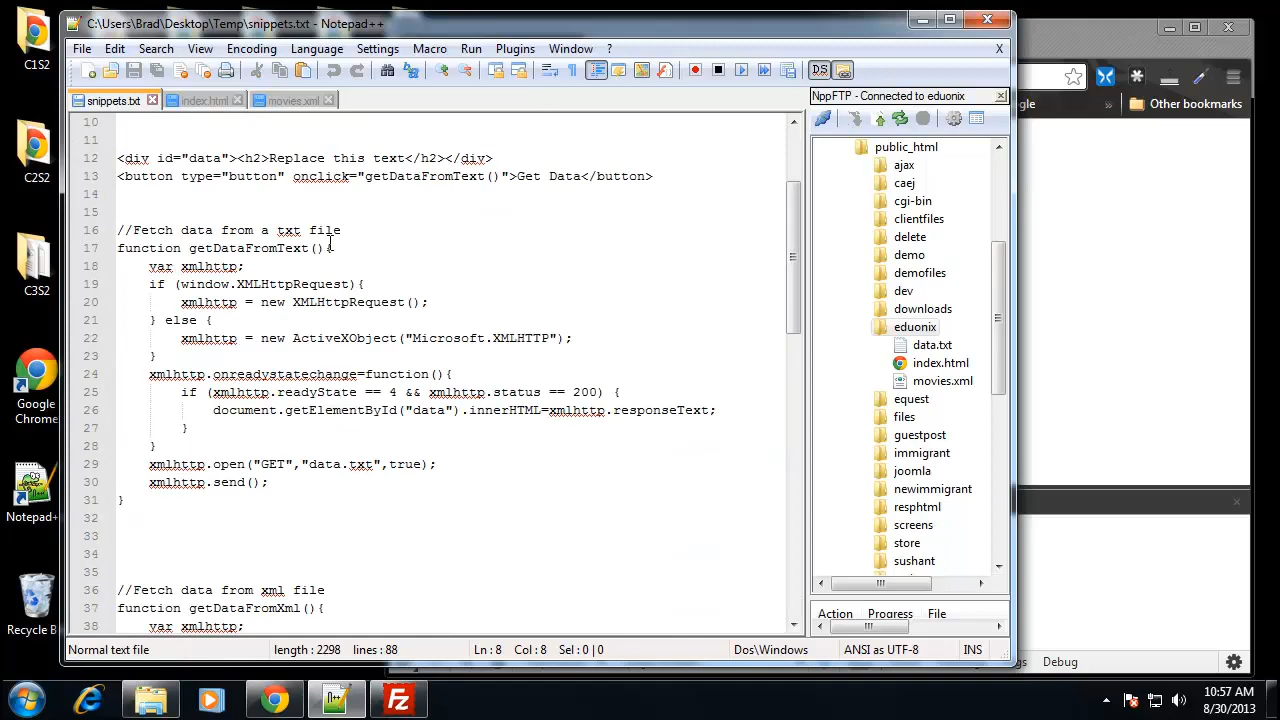 C:\Users\Brad\Desktop\Temp\snippets.txt - Notepad++
File Edit Search View Encoding Language Settings Macro Run Plugins Window ? X
snippets.txt index.html movies.xml
NppFTP - Connected to eduonix
10
11
12 <div id="data"><h2>Replace this text</h2></div>
13 <button type="button" onclick="getDataFromText()">Get Data</button>
14
15
16 //Fetch data from a txt file
17 function getDataFromText(){
18 var xmlhttp;
19 if (window.XMLHttpRequest){
20 xmlhttp = new XMLHttpRequest();
21 } else {
22 xmlhttp = new ActiveXObject("Microsoft.XMLHTTP");
23 }
24 xmlhttp.onreadystatechange=function(){
25 if (xmlhttp.readyState == 4 && xmlhttp.status == 200) {
26 document.getElementById("data").innerHTML=xmlhttp.responseText;
27 }
28 }
29 xmlhttp.open("GET","data.txt",true);
30 xmlhttp.send();
31 }
32
33
34
35
36 //Fetch data from xml file
37 function getDataFromXml(){
38 var xmlhttp;
public_html
ajax
caej
cgi-bin
clientfiles
delete
demo
demofiles
dev
downloads
eduonix
data.txt
index.html
movies.xml
equest
files
guestpost
immigrant
joomla
newimmigrant
resphtml
screens
store
sushant
Action Progress File
Normal text file length : 2298 lines : 88 Ln : 8 Col : 8 Sel : 0 | 0 Dos\Windows ANSI as UTF-8 INS
gle » Other bookmarks
Debug
C1S2
C2S2
C3S2
Google
Chrome
Notepad+
Recycle B
10:57 AM
8/30/2013